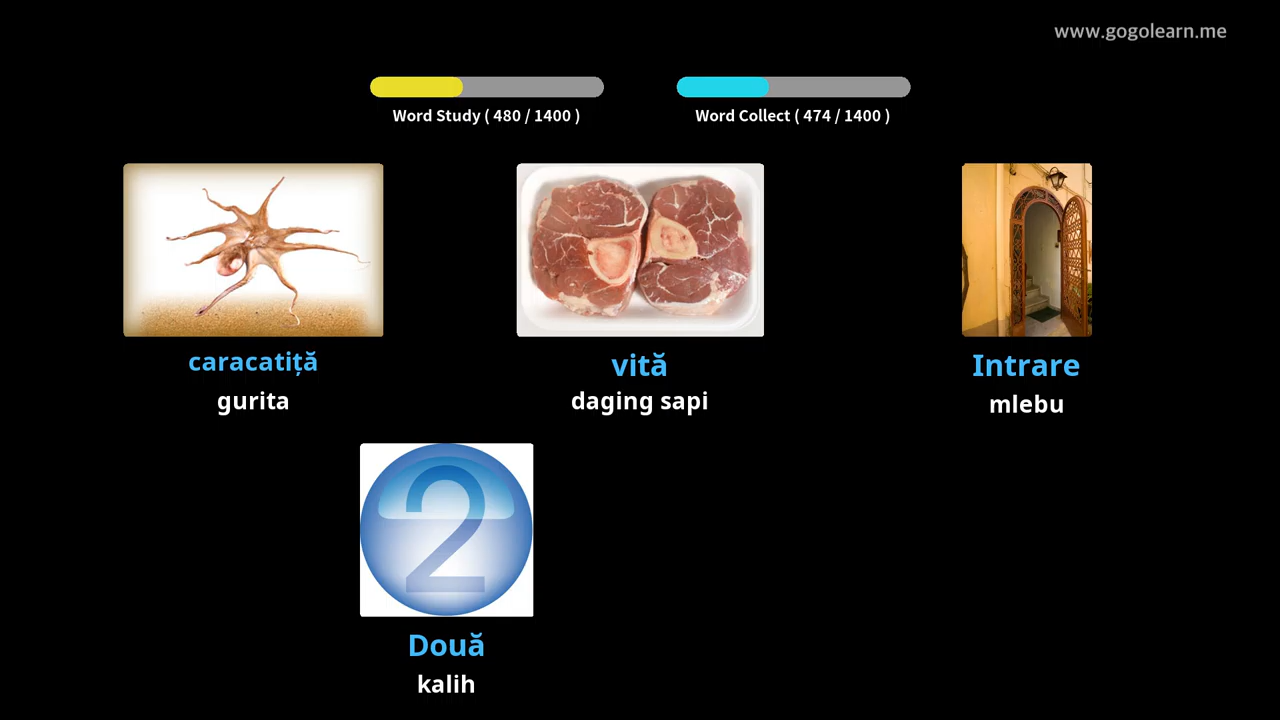 www.gogolearn.me
Word Study ( 480 / 1400 )
Word Collect ( 474 / 1400 )
caracatiță
gurita
vită
daging sapi
Intrare
mlebu
2
Două
kalih